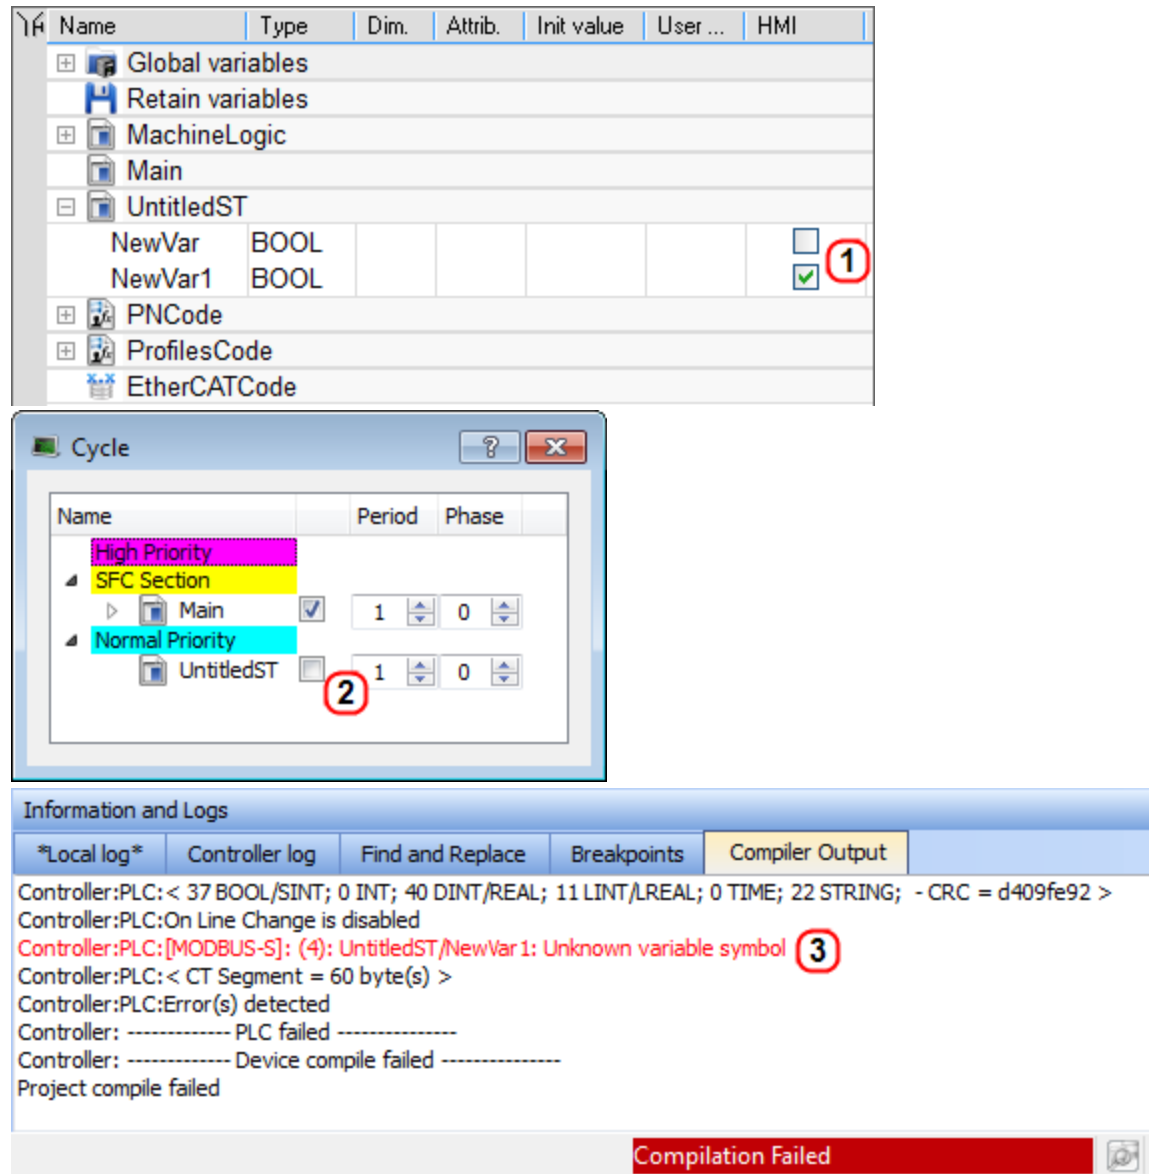 Name Type Dim. Attrib. Init value User ... HMI
Global variables
Retain variables
MachineLogic
Main
UntitledST
NewVar BOOL
1
NewVar1 BOOL
PNCode
ProfilesCode
EtherCATCode
Cycle
Name Period Phase
High Priority
SFC Section
Main 1 0
Normal Priority
UntitledST 1 0
2
Information and Logs
*Local log* Controller log Find and Replace Breakpoints Compiler Output
Controller:PLC:< 37 BOOL/SINT; 0 INT; 40 DINT/REAL; 11 LINT/LREAL; 0 TIME; 22 STRING; - CRC = d409fe92 >
Controller:PLC:On Line Change is disabled
Controller:PLC:[MODBUS-S]: (4): UntitledST/NewVar1: Unknown variable symbol 3
Controller:PLC:< CT Segment = 60 byte(s) >
Controller:PLC:Error(s) detected
Controller: ------------- PLC failed ---------------
Controller: ------------- Device compile failed ---------------
Project compile failed
Compilation Failed